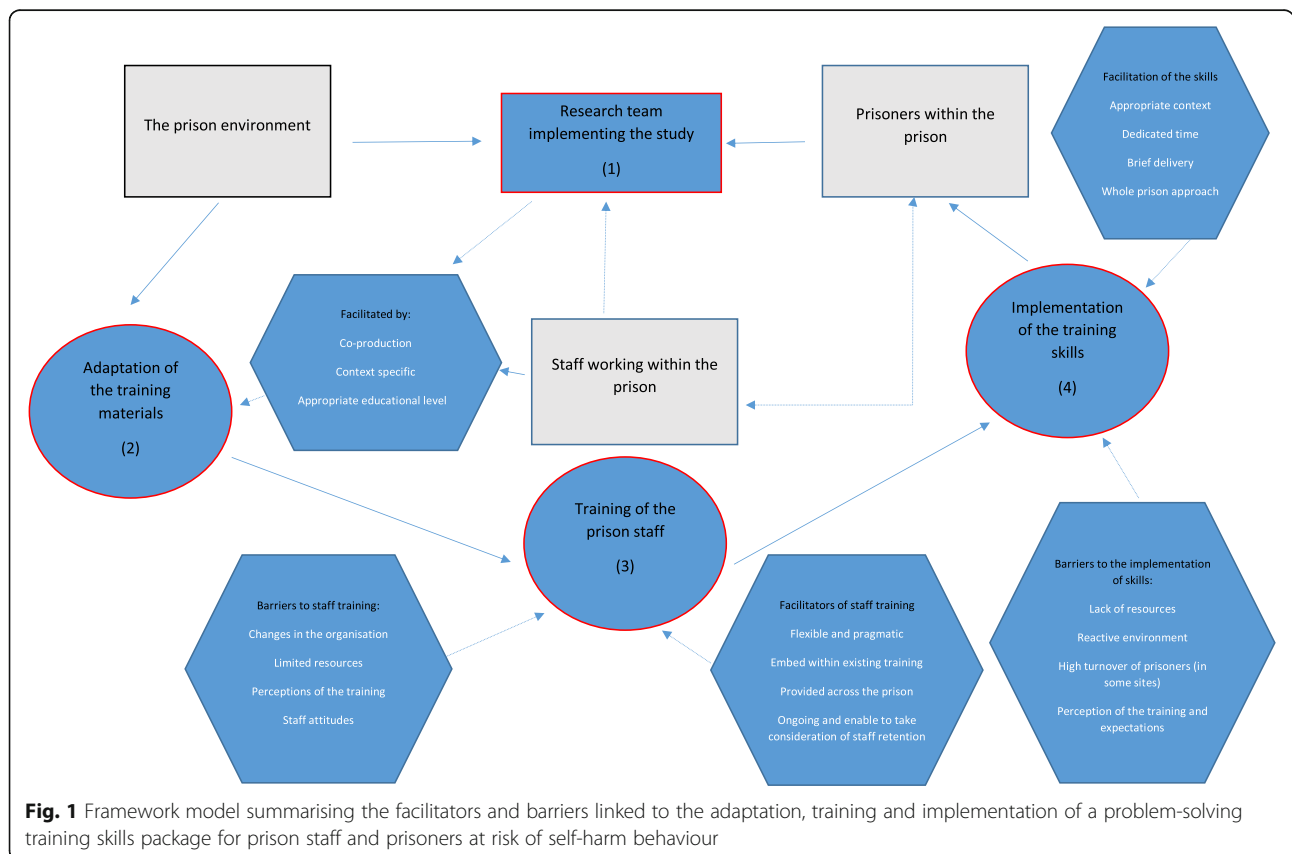 The prison environment
Research team
implementing the study
(1)
Prisoners within the
prison
Facilitation of the skills
Appropriate context
Dedicated time
Brief delivery
Whole prison approach
Adaptation of
the training
materials
(2)
Facilitated by:
Co-production
Context specific
Appropriate educational level
Staff working within the
prison
Implementation
of the training
skills
(4)
Training of the
prison staff
(3)
Barriers to staff training:
Changes in the organisation
Limited resources
Perceptions of the training
Staff attitudes
Facilitators of staff training
Flexible and pragmatic
Embed within existing training
Provided across the prison
Ongoing and enable to take
consideration of staff retention
Barriers to the implementation
of skills:
Lack of resources
Reactive environment
High turnover of prisoners (in
some sites)
Perception of the training and
expectations
Fig. 1 Framework model summarising the facilitators and barriers linked to the adaptation, training and implementation of a problem-solving
training skills package for prison staff and prisoners at risk of self-harm behaviour